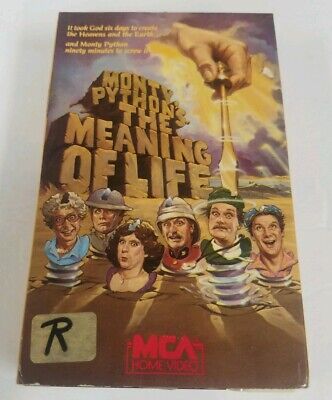 It took God six days to create
the Heavens and the Earth...
and Monty Python
ninety minutes to screw it
MONTY
PYTHON'S
THE
MEANING
OF LIFE
R
MCA
HOME VIDEO